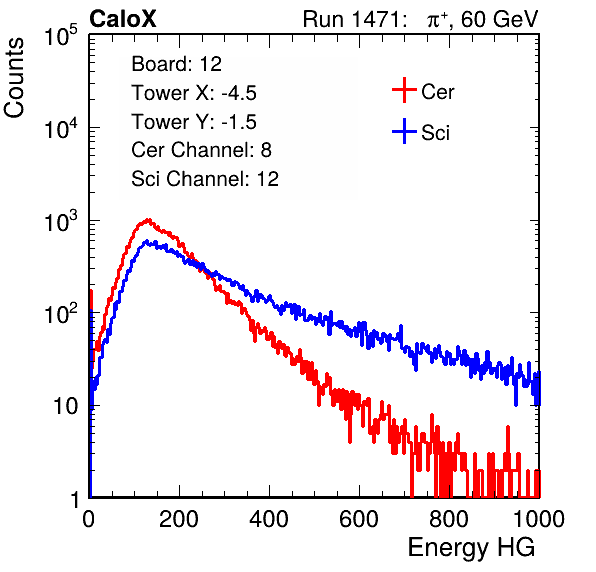 CaloX Run 1471: π⁺, 60 GeV
Counts
10⁵
10⁴
10³
10²
10
1
Board: 12
Tower X: -4.5
Tower Y: -1.5
Cer Channel: 8
Sci Channel: 12
Cer
Sci
0 200 400 600 800 1000
Energy HG